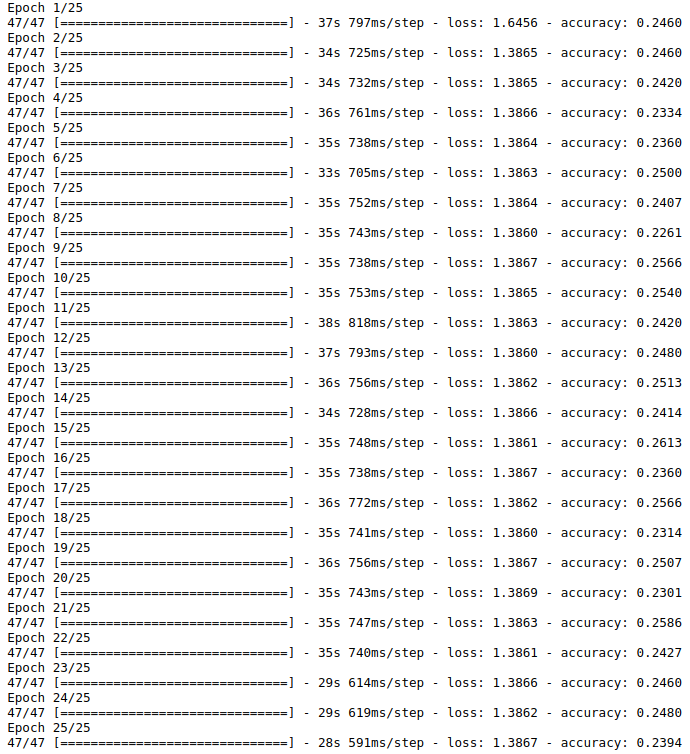 Epoch 1/25
47/47 [==============================] - 37s 797ms/step - loss: 1.6456 - accuracy: 0.2460
Epoch 2/25
47/47 [==============================] - 34s 725ms/step - loss: 1.3865 - accuracy: 0.2460
Epoch 3/25
47/47 [==============================] - 34s 732ms/step - loss: 1.3865 - accuracy: 0.2420
Epoch 4/25
47/47 [==============================] - 36s 761ms/step - loss: 1.3866 - accuracy: 0.2334
Epoch 5/25
47/47 [==============================] - 35s 738ms/step - loss: 1.3864 - accuracy: 0.2360
Epoch 6/25
47/47 [==============================] - 33s 705ms/step - loss: 1.3863 - accuracy: 0.2500
Epoch 7/25
47/47 [==============================] - 35s 752ms/step - loss: 1.3864 - accuracy: 0.2407
Epoch 8/25
47/47 [==============================] - 35s 743ms/step - loss: 1.3860 - accuracy: 0.2261
Epoch 9/25
47/47 [==============================] - 35s 738ms/step - loss: 1.3867 - accuracy: 0.2566
Epoch 10/25
47/47 [==============================] - 35s 753ms/step - loss: 1.3865 - accuracy: 0.2540
Epoch 11/25
47/47 [==============================] - 38s 818ms/step - loss: 1.3863 - accuracy: 0.2420
Epoch 12/25
47/47 [==============================] - 37s 793ms/step - loss: 1.3860 - accuracy: 0.2480
Epoch 13/25
47/47 [==============================] - 36s 756ms/step - loss: 1.3862 - accuracy: 0.2513
Epoch 14/25
47/47 [==============================] - 34s 728ms/step - loss: 1.3866 - accuracy: 0.2414
Epoch 15/25
47/47 [==============================] - 35s 748ms/step - loss: 1.3861 - accuracy: 0.2613
Epoch 16/25
47/47 [==============================] - 35s 738ms/step - loss: 1.3867 - accuracy: 0.2360
Epoch 17/25
47/47 [==============================] - 36s 772ms/step - loss: 1.3862 - accuracy: 0.2566
Epoch 18/25
47/47 [==============================] - 35s 741ms/step - loss: 1.3860 - accuracy: 0.2314
Epoch 19/25
47/47 [==============================] - 36s 756ms/step - loss: 1.3867 - accuracy: 0.2507
Epoch 20/25
47/47 [==============================] - 35s 743ms/step - loss: 1.3869 - accuracy: 0.2301
Epoch 21/25
47/47 [==============================] - 35s 747ms/step - loss: 1.3863 - accuracy: 0.2586
Epoch 22/25
47/47 [==============================] - 35s 740ms/step - loss: 1.3861 - accuracy: 0.2427
Epoch 23/25
47/47 [==============================] - 29s 614ms/step - loss: 1.3866 - accuracy: 0.2460
Epoch 24/25
47/47 [==============================] - 29s 619ms/step - loss: 1.3862 - accuracy: 0.2480
Epoch 25/25
47/47 [==============================] - 28s 591ms/step - loss: 1.3867 - accuracy: 0.2394